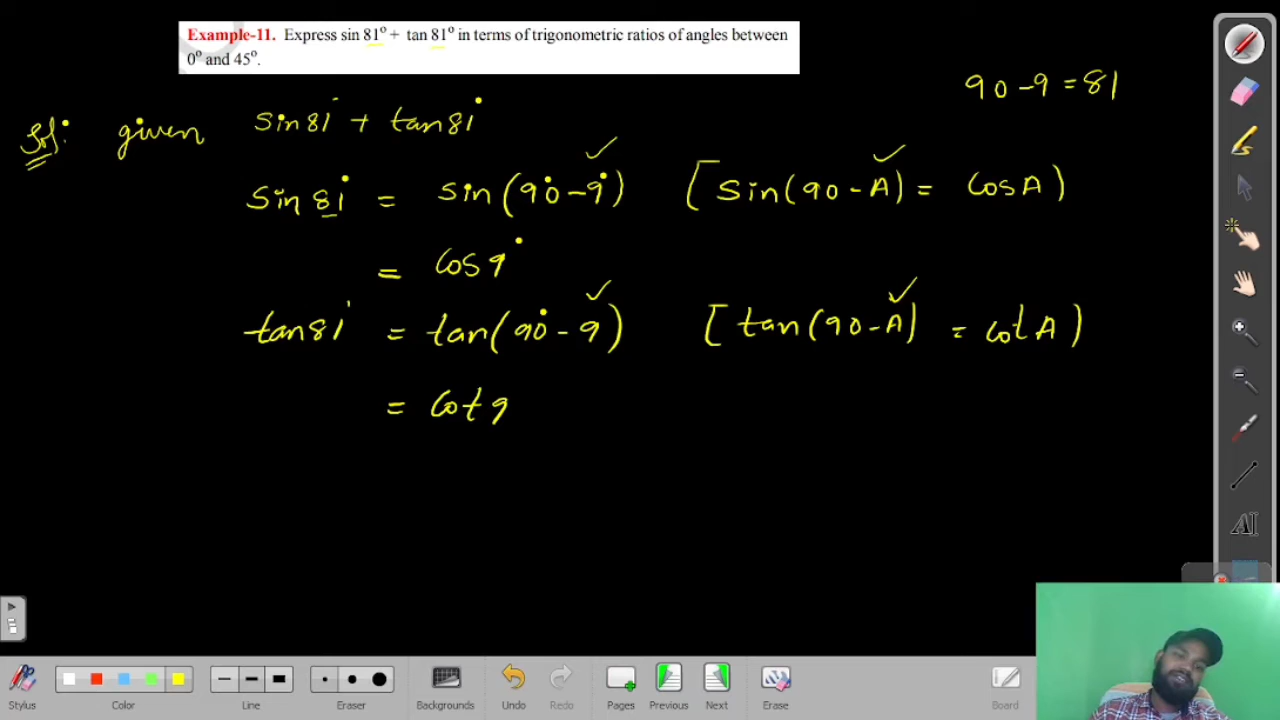 Example-11. Express sin 81° + tan 81° in terms of trigonometric ratios of angles between
0° and 45°.
90 - 9 = 81
Sol: given sin 81° + tan 81°
sin 81° = sin(90° - 9°) [sin(90 - A) = cos A)
= cos 9°
tan 81° = tan(90° - 9) [tan(90 - A) = cot A)
= cot 9
AI
Stylus Color Line Eraser Backgrounds Undo Redo Pages Previous Next Erase Board